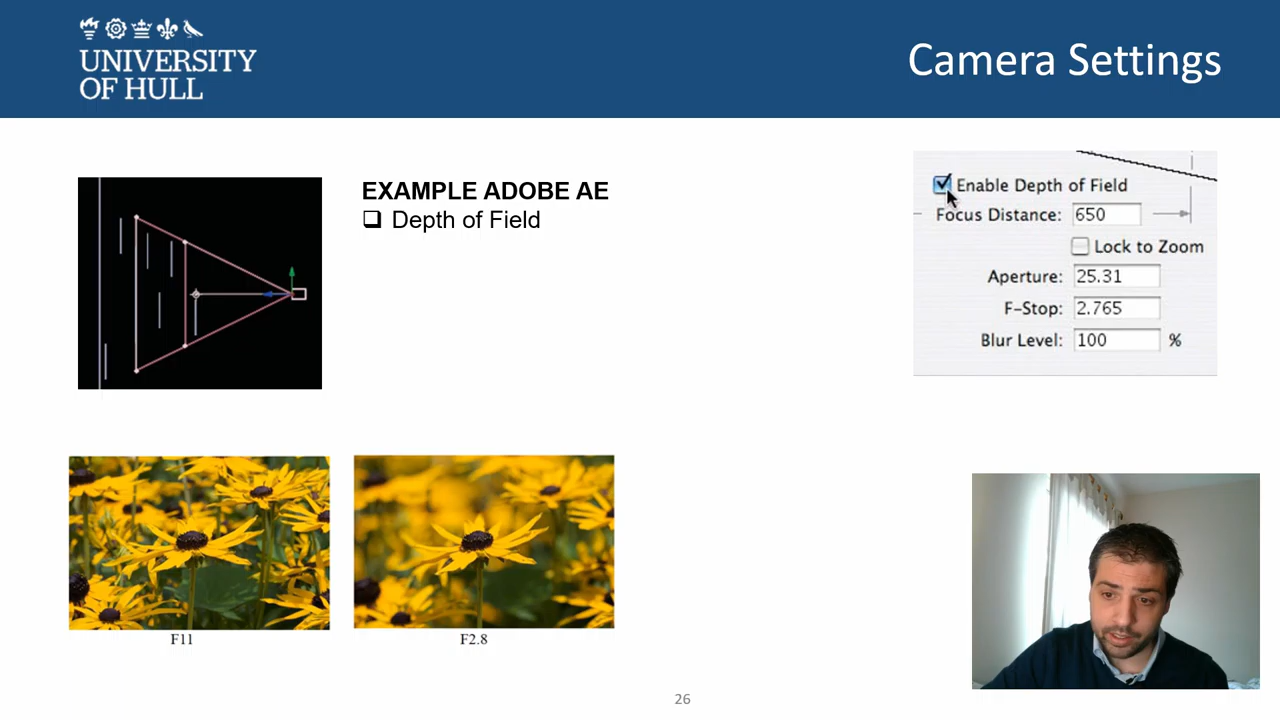 UNIVERSITY
OF HULL
Camera Settings
EXAMPLE ADOBE AE
Depth of Field
Enable Depth of Field
Focus Distance: 650
Lock to Zoom
Aperture: 25.31
F-Stop: 2.765
Blur Level: 100 %
F11
F2.8
26